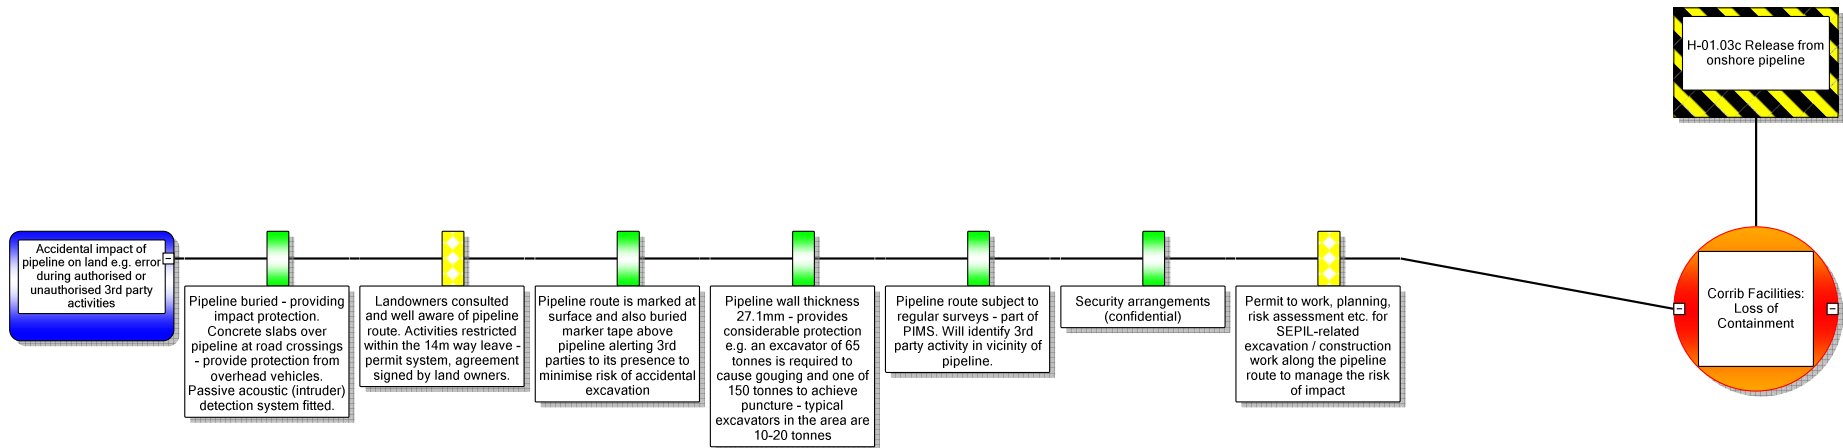 H-01.03c Release from
onshore pipeline
Accidental impact of
pipeline on land e.g. error
during authorised or
unauthorised 3rd party
activities
Pipeline buried - providing
impact protection.
Concrete slabs over
pipeline at road crossings
- provide protection from
overhead vehicles.
Passive acoustic (intruder)
detection system fitted.
Landowners consulted
and well aware of pipeline
route. Activities restricted
within the 14m way leave -
permit system, agreement
signed by land owners.
Pipeline route is marked at
surface and also buried
marker tape above
pipeline alerting 3rd
parties to its presence to
minimise risk of accidental
excavation
Pipeline wall thickness
27.1mm - provides
considerable protection
e.g. an excavator of 65
tonnes is required to
cause gouging and one of
150 tonnes to achieve
puncture - typical
excavators in the area are
10-20 tonnes
Pipeline route subject to
regular surveys - part of
PIMS. Will identify 3rd
party activity in vicinity of
pipeline.
Security arrangements
(confidential)
Permit to work, planning,
risk assessment etc. for
SEPIL-related
excavation / construction
work along the pipeline
route to manage the risk
of impact
Corrib Facilities:
Loss of
Containment